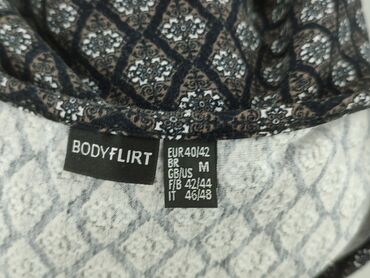 BODYFLIRT
EUR 40/42
BR
GB/US M
F/B 42/44
IT 46/48